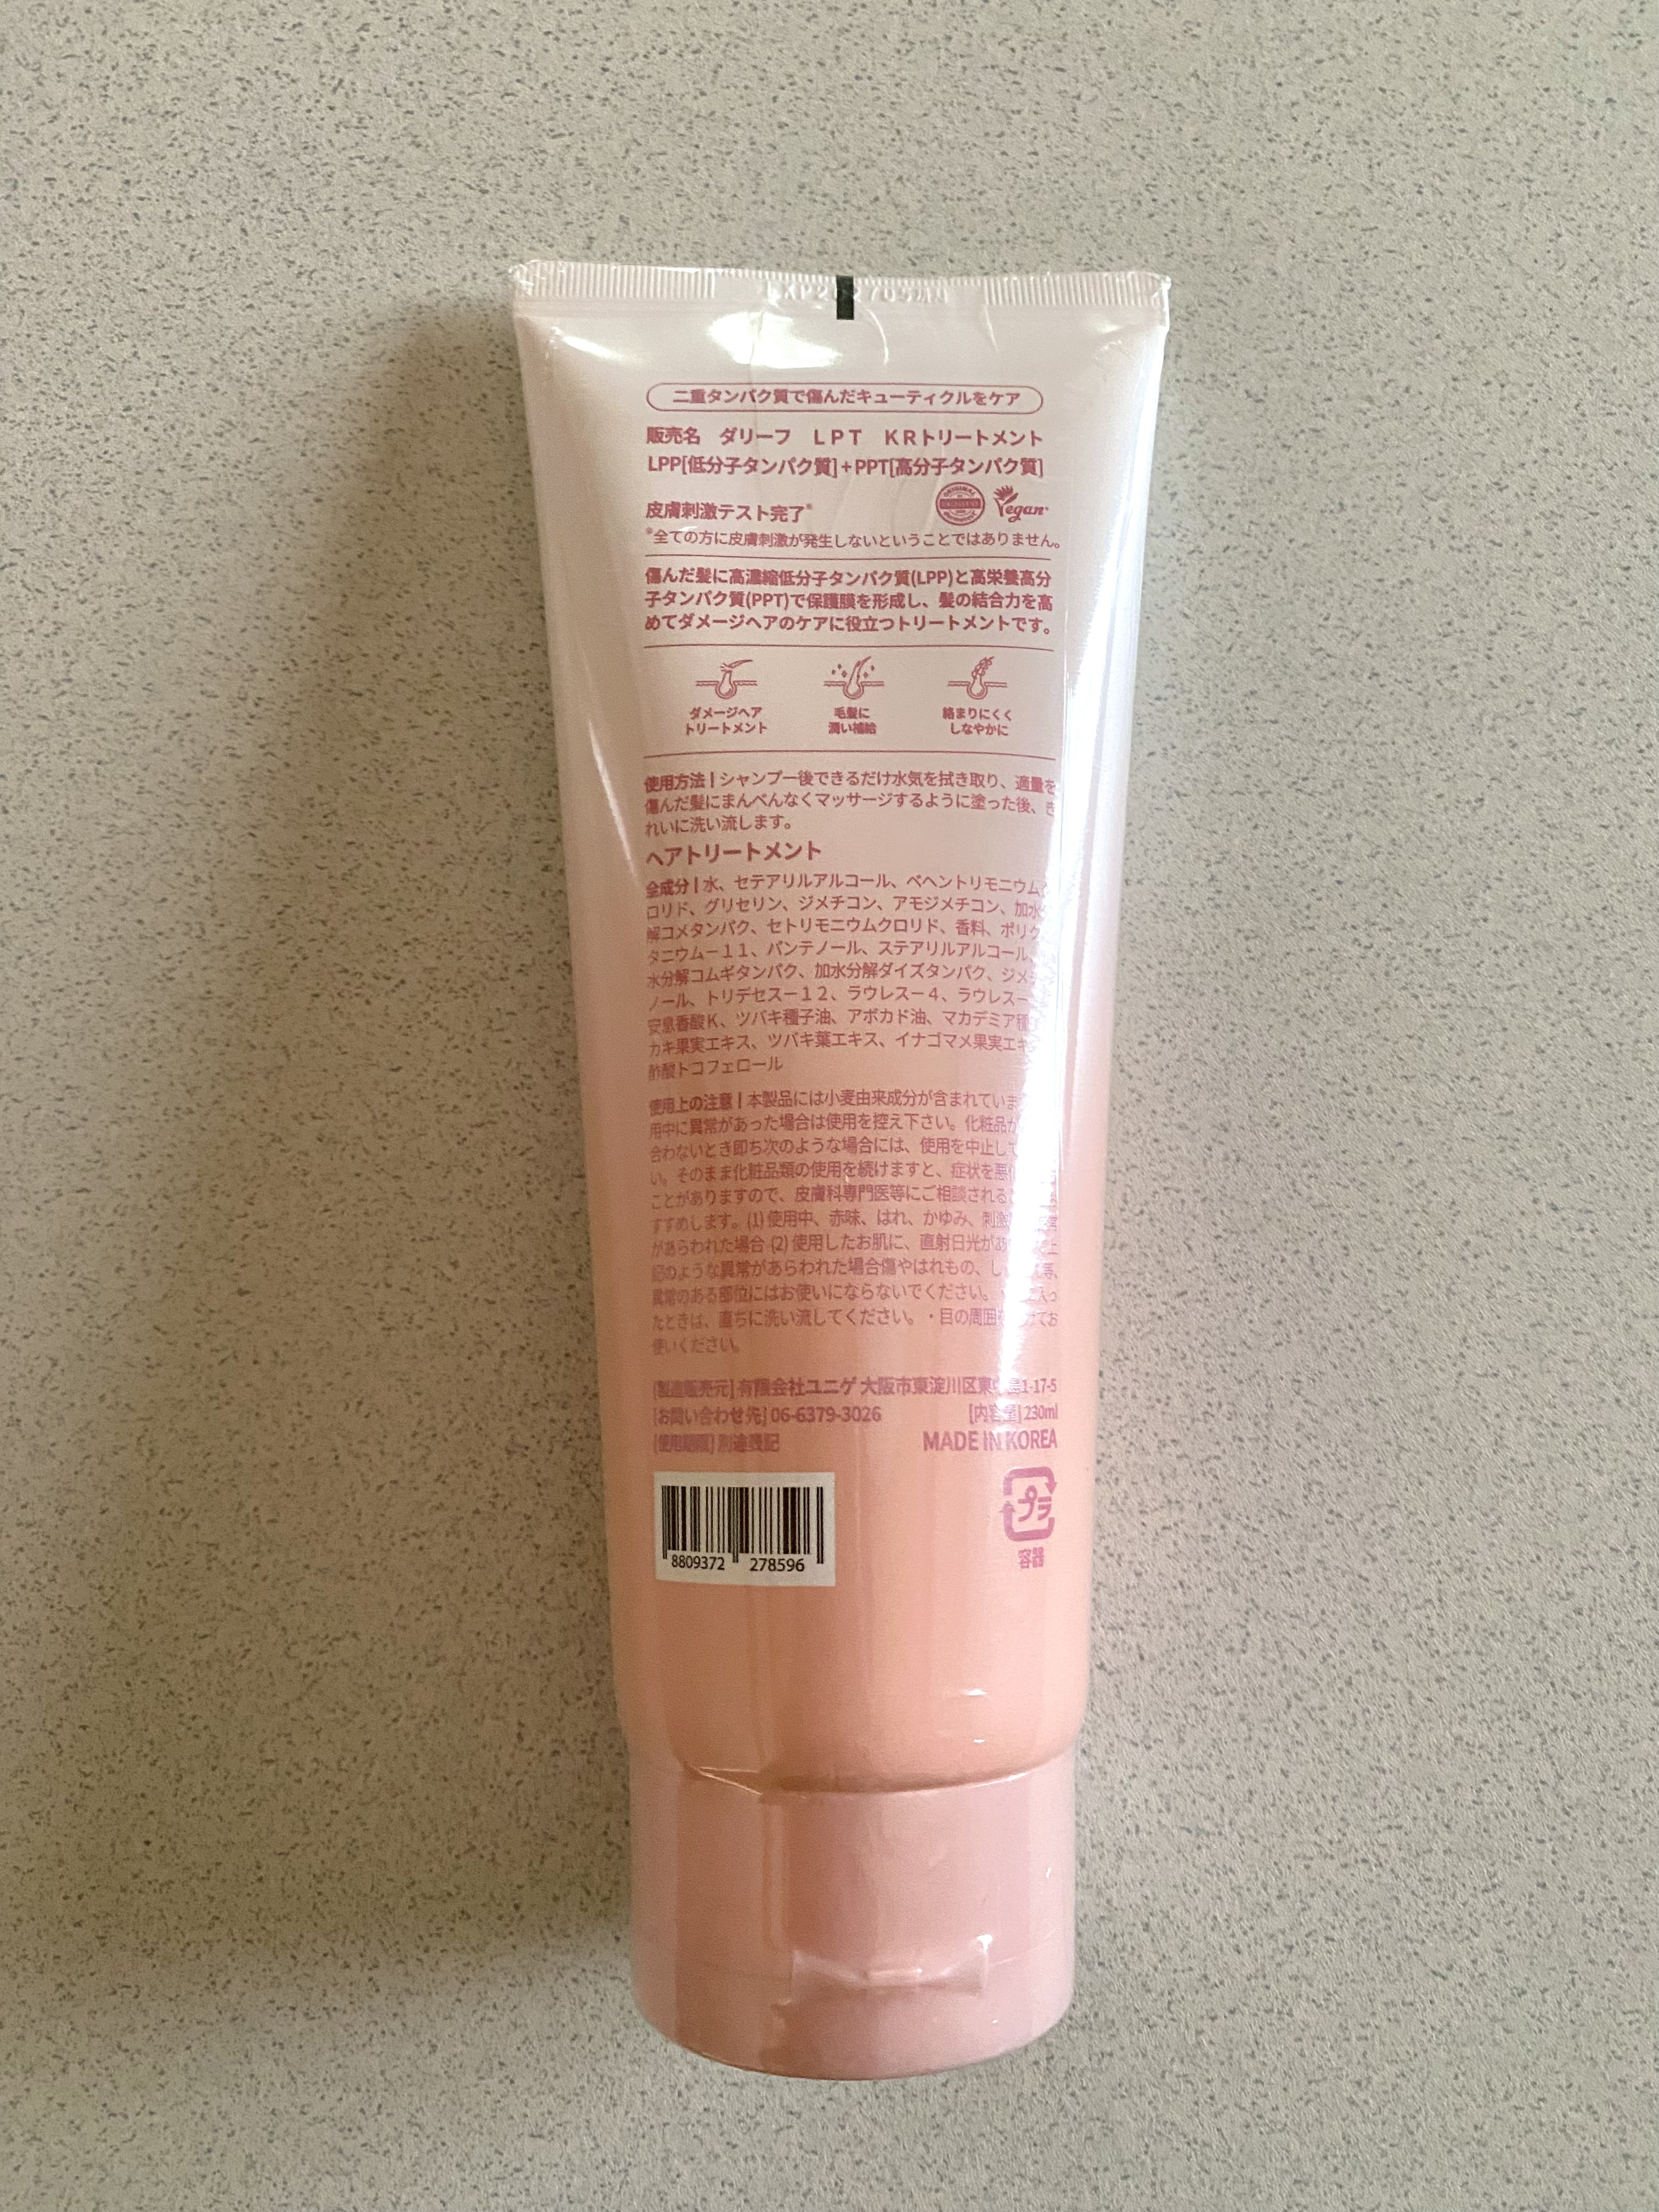 二重タンパク質で傷んだキューティクルをケア
販売名 ダリーフ LPT KRトリートメント
LPP[低分子タンパク質]+PPT[高分子タンパク質]
皮膚刺激テスト完了※
ORIGINAL
Vegan
※全ての方に皮膚刺激が発生しないということではありません。
傷んだ髪に高濃縮低分子タンパク質(LPP)と高栄養高分
子タンパク質(PPT)で保護膜を形成し、髪の結合力を高
めてダメージヘアのケアに役立つトリートメントです。
ダメージヘア
トリートメント
毛髪に
潤い補給
絡まりにくく
しなやかに
使用方法 | シャンプー後できるだけ水気を拭き取り、適量を
傷んだ髪にまんべんなくマッサージするように塗った後、き
れいに洗い流します。
ヘアトリートメント
全成分 | 水、セテアリルアルコール、ベヘントリモニウムク
ロリド、グリセリン、ジメチコン、アモジメチコン、加水分
解コメタンパク、セトリモニウムクロリド、香料、ポリク
タニウム－11、パンテノール、ステアリルアルコール、
水分解コムギタンパク、加水分解ダイズタンパク、ジメチ
ノール、トリデセス－12、ラウレス－4、ラウレス－
安息香酸K、ツバキ種子油、アボカド油、マカデミア種
カキ果実エキス、ツバキ葉エキス、イナゴマメ果実エキ
酢酸トコフェロール
使用上の注意 | 本製品には小麦由来成分が含まれていま
用中に異常があった場合は使用を控え下さい。化粧品が
合わないとき即ち次のような場合には、使用を中止して
い。そのまま化粧品類の使用を続けますと、症状を悪
ことがありますので、皮膚科専門医等にご相談される
すすめします。(1) 使用中、赤味、はれ、かゆみ、刺激
があらわれた場合 (2) 使用したお肌に、直射日光があ
記のような異常があらわれた場合傷やはれもの、し 等、
異常のある部位にはお使いにならないでください。 入っ
たときは、直ちに洗い流してください。・目の周囲 けてお
使いください。
[製造販売元] 有限会社ユニゲ 大阪市東淀川区東中島1-17-5
[お問い合わせ先] 06-6379-3026 [内容量] 230ml
[使用期限] 別途表記 MADE IN KOREA
プラ
容器
8809372 278596